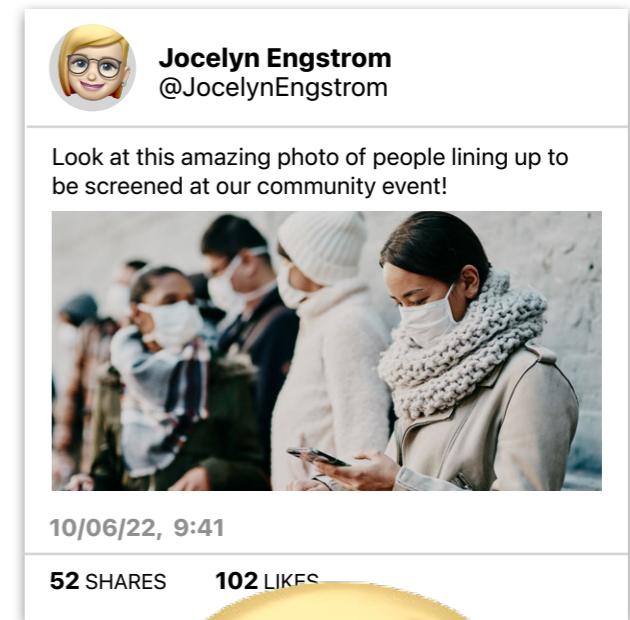 Jocelyn Engstrom
@JocelynEngstrom
Look at this amazing photo of people lining up to
be screened at our community event!
10/06/22, 9:41
52 SHARES 102 LIKES